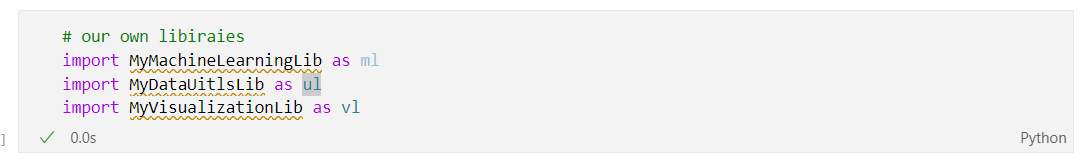 # our own libiraies
import MyMachineLearningLib as ml
import MyDataUitlsLib as ul
import MyVisualizationLib as vl
] ✓ 0.0s Python